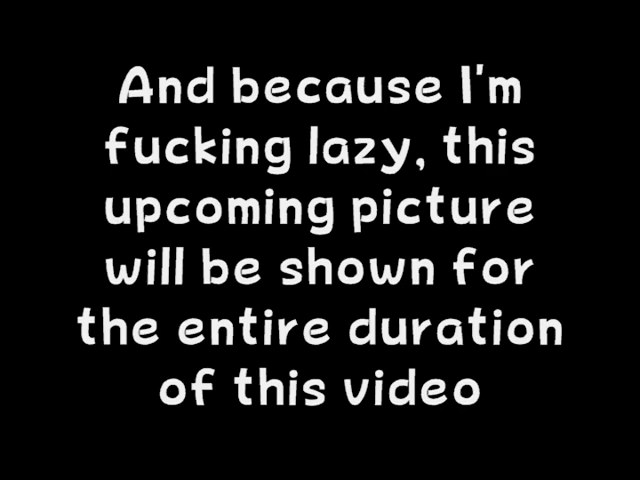 And because I'm
fucking lazy, this
upcoming picture
will be shown for
the entire duration
of this video